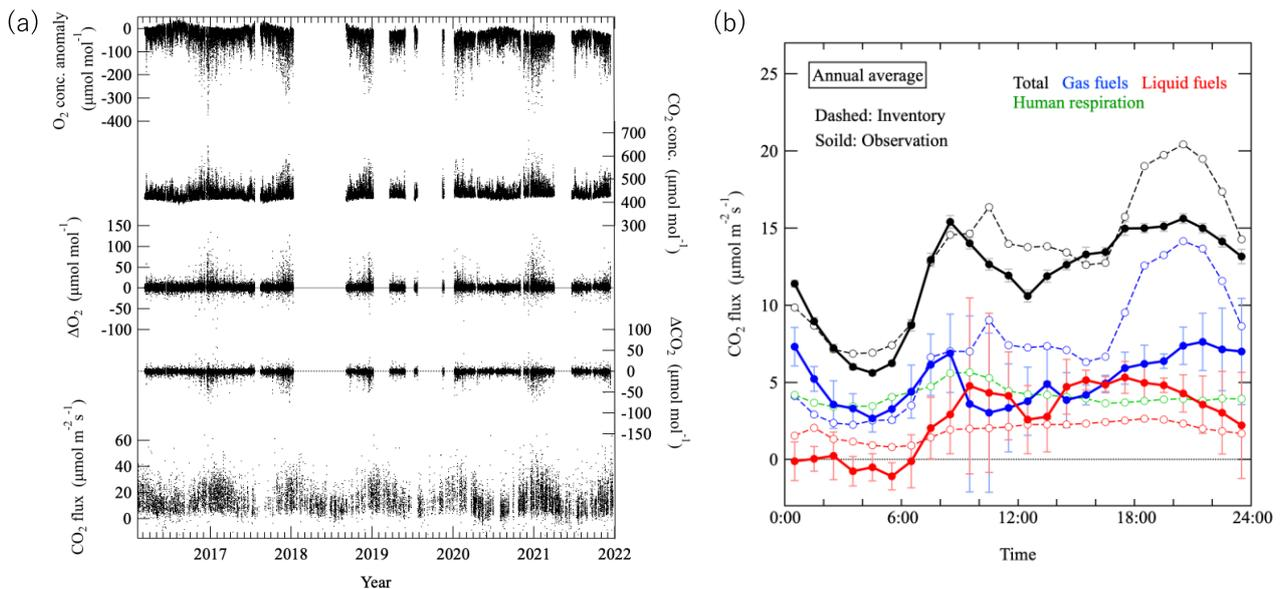 (a)
O2 conc. anomaly
(μmol mol-1)
0
-100
-200
-300
-400
CO2 conc. (μmol mol-1)
700
600
500
400
300
ΔO2 (μmol mol-1)
150
100
50
0
-50
-100
ΔCO2 (μmol mol-1)
100
50
0
-50
-100
-150
CO2 flux (μmol m-2 s-1)
60
40
20
0
2017 2018 2019 2020 2021 2022
Year
(b)
Annual average
Total Gas fuels Liquid fuels
Human respiration
Dashed: Inventory
Soild: Observation
CO2 flux (μmol m-2 s-1)
25
20
15
10
5
0
0:00 6:00 12:00 18:00 24:00
Time